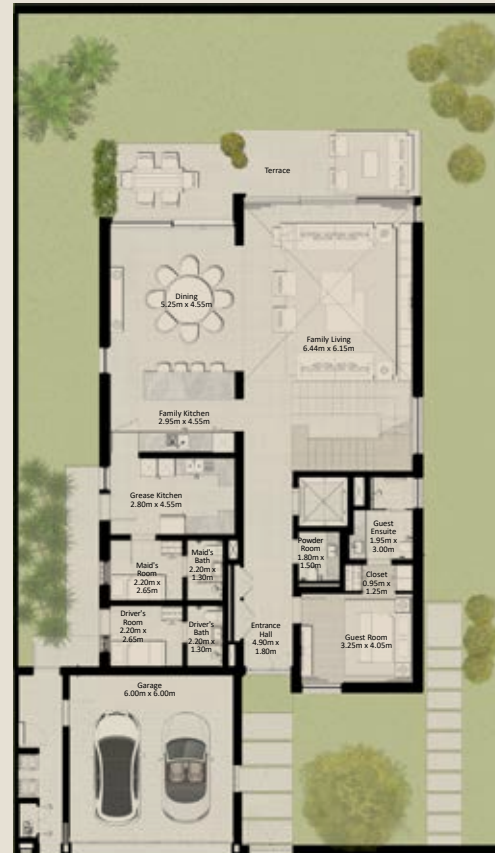 Terrace
Dining
5.25m x 4.55m
Family Living
6.44m x 6.15m
Family Kitchen
2.95m x 4.55m
Grease Kitchen
2.80m x 4.55m
Guest
Ensuite
1.95m x
3.00m
Powder
Room
1.80m x
1.50m
Maid's
Room
2.20m x
2.65m
Maid's
Bath
2.20m x
1.30m
Closet
0.95m x
1.25m
Driver's
Room
2.20m x
2.65m
Driver's
Bath
2.20m x
1.30m
Entrance
Hall
4.90m x
1.80m
Guest Room
3.25m x 4.05m
Garage
6.00m x 6.00m